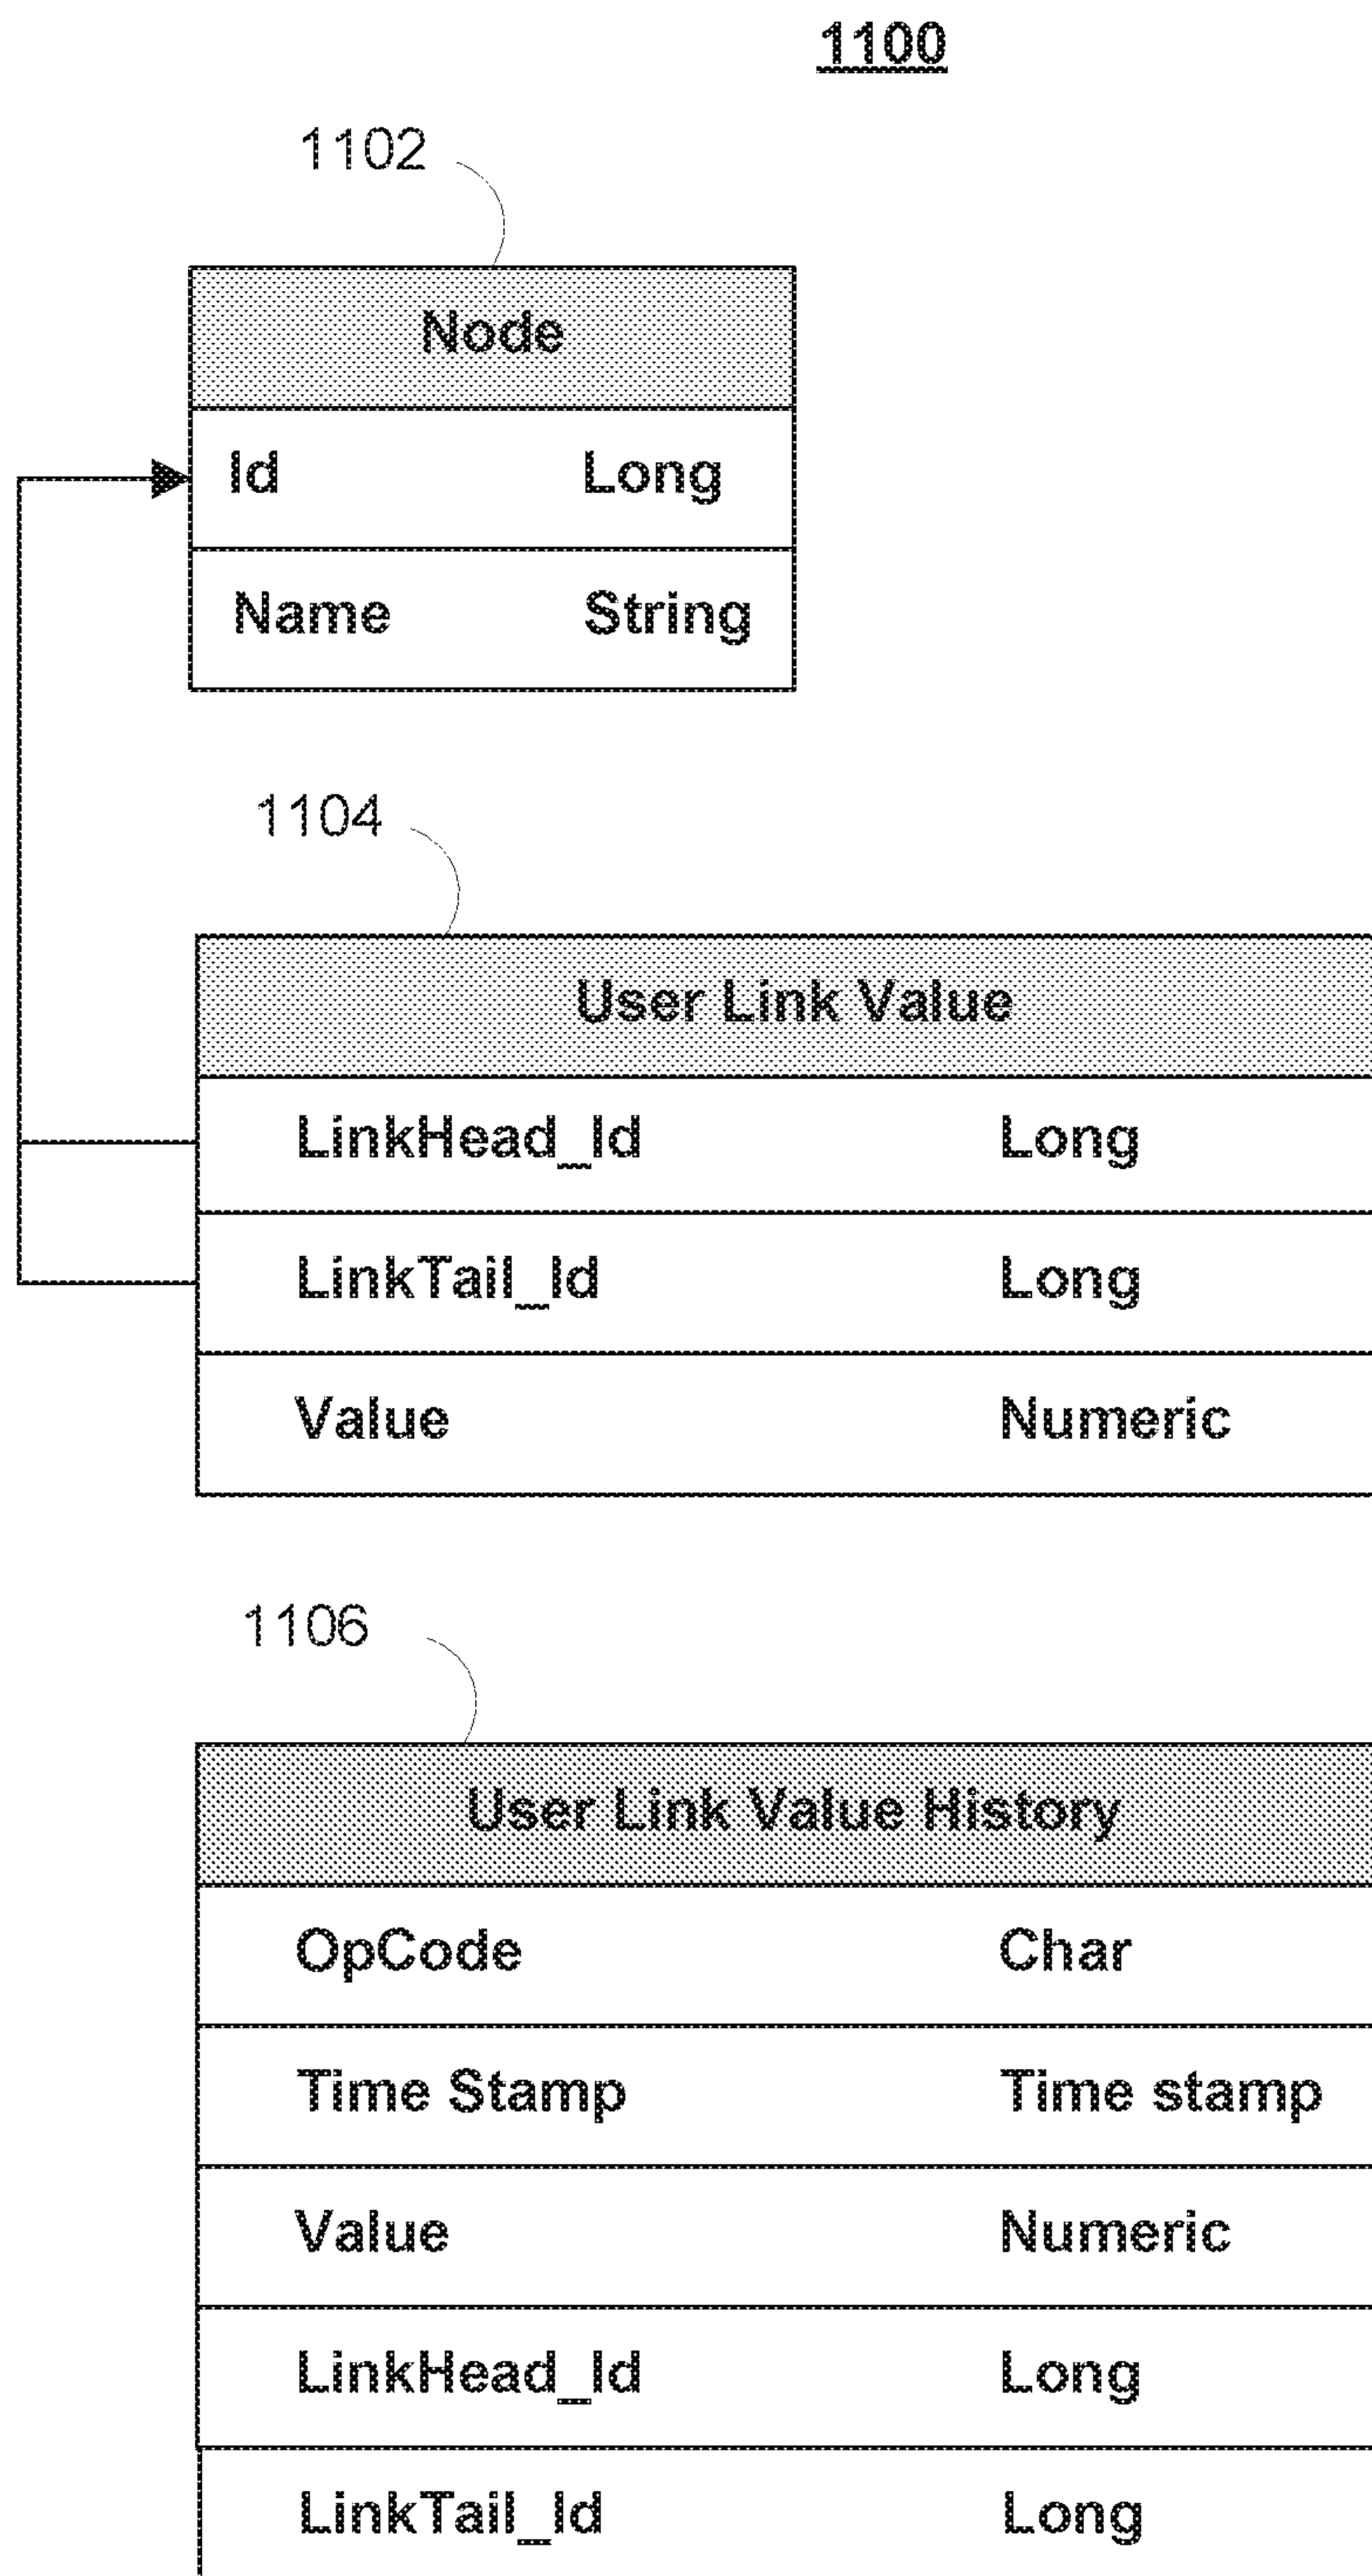 1100
1102
Node
Id Long
Name String
1104
User Link Value
LinkHead_Id Long
LinkTail_Id Long
Value Numeric
1106
User Link Value History
OpCode Char
Time Stamp Time stamp
Value Numeric
LinkHead_Id Long
LinkTail_Id Long